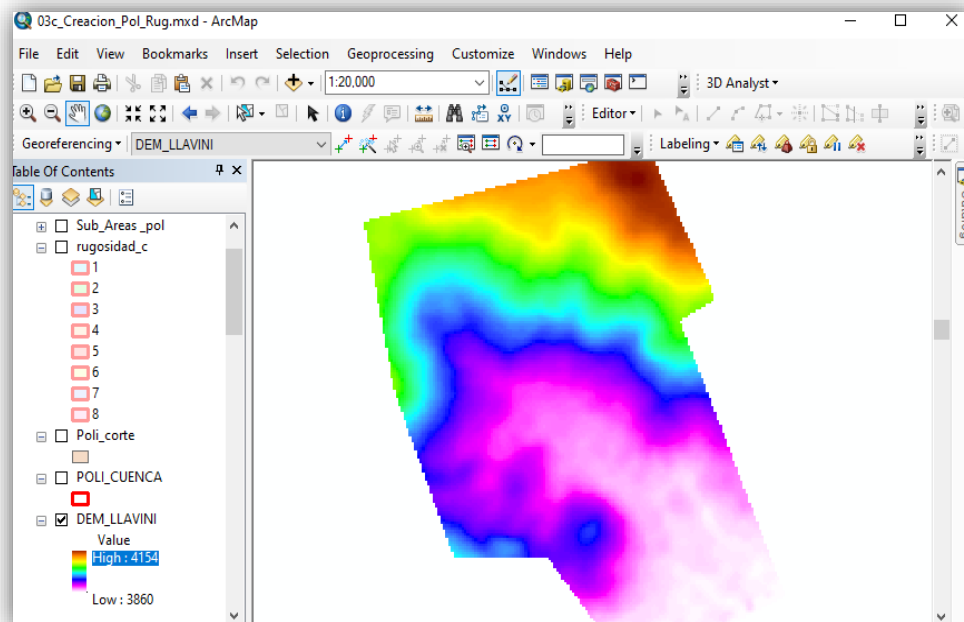 03c_Creacion_Pol_Rug.mxd - ArcMap
File Edit View Bookmarks Insert Selection Geoprocessing Customize Windows Help
1:20,000 3D Analyst
Editor
Georeferencing DEM_LLAVINI Labeling
Table Of Contents
Sub_Areas _pol
rugosidad_c
1
2
3
4
5
6
7
8
Poli_corte
POLI_CUENCA
DEM_LLAVINI
Value
High : 4154
Low : 3860